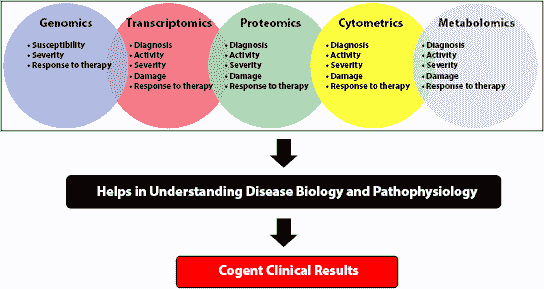 Genomics
• Susceptibility
• Severity
• Response to therapy
Transcriptomics
• Diagnosis
• Activity
• Severity
• Damage
• Response to therapy
Proteomics
• Diagnosis
• Activity
• Severity
• Damage
• Response to therapy
Cytometrics
• Diagnosis
• Activity
• Severity
• Damage
• Response to therapy
Metabolomics
• Diagnosis
• Activity
• Severity
• Damage
• Response to therapy
Helps in Understanding Disease Biology and Pathophysiology
Cogent Clinical Results